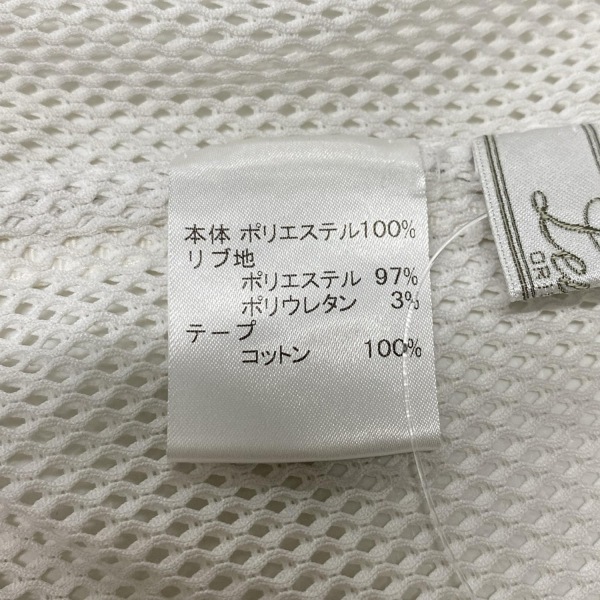 本体 ポリエステル100%
リブ地
ポリエステル 97%
ポリウレタン 3%
テープ
コットン 100%
OR